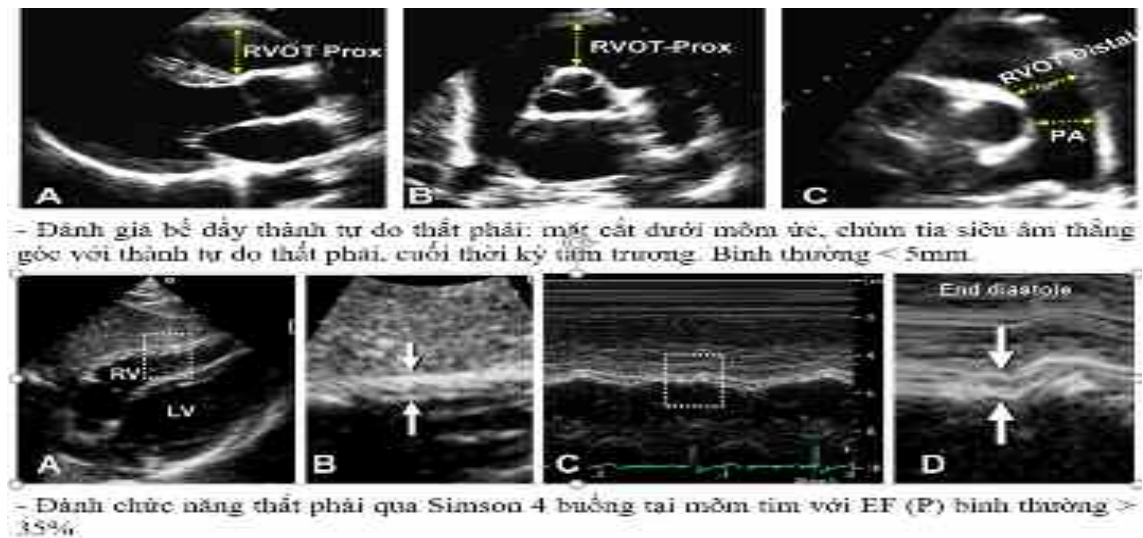 RVOT Prox
A
RVOT-Prox
B
RVOT Distal
PA
C
- Đánh giá bề dầy thành tự do thất phải: mặt cắt dưới mõm ức, chùm tia siêu âm thẳng
góc với thành tự do thất phải, cuối thời kỳ tâm trương. Bình thường < 5mm.
RV
LV
A
B
C
End diastole
D
- Đánh chức năng thất phải qua Simson 4 buồng tại mõm tim với EF (P) bình thường >
35%